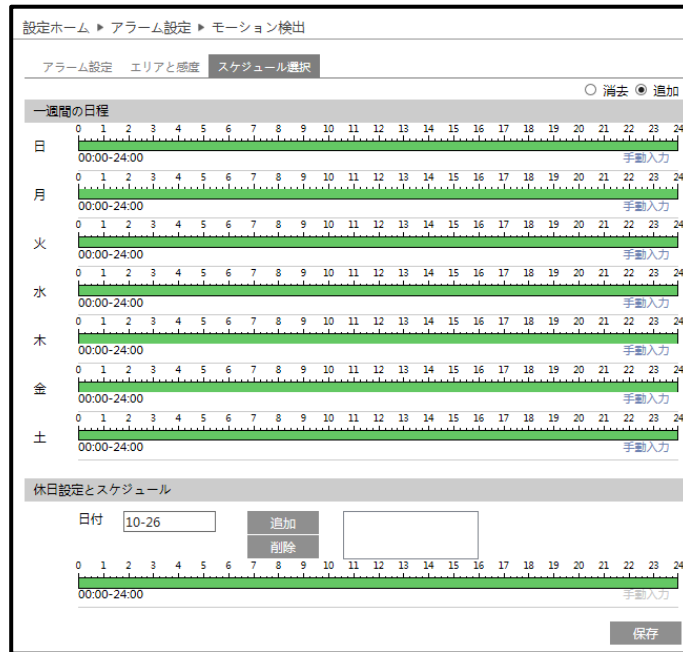 設定ホーム ▶ アラーム設定 ▶ モーション検出
アラーム設定 エリアと感度 スケジュール選択
消去 追加
一週間の日程
0 1 2 3 4 5 6 7 8 9 10 11 12 13 14 15 16 17 18 19 20 21 22 23 24
日
00:00-24:00 手動入力
0 1 2 3 4 5 6 7 8 9 10 11 12 13 14 15 16 17 18 19 20 21 22 23 24
月
00:00-24:00 手動入力
0 1 2 3 4 5 6 7 8 9 10 11 12 13 14 15 16 17 18 19 20 21 22 23 24
火
00:00-24:00 手動入力
0 1 2 3 4 5 6 7 8 9 10 11 12 13 14 15 16 17 18 19 20 21 22 23 24
水
00:00-24:00 手動入力
0 1 2 3 4 5 6 7 8 9 10 11 12 13 14 15 16 17 18 19 20 21 22 23 24
木
00:00-24:00 手動入力
0 1 2 3 4 5 6 7 8 9 10 11 12 13 14 15 16 17 18 19 20 21 22 23 24
金
00:00-24:00 手動入力
0 1 2 3 4 5 6 7 8 9 10 11 12 13 14 15 16 17 18 19 20 21 22 23 24
土
00:00-24:00 手動入力
休日設定とスケジュール
日付 10-26 追加
削除
0 1 2 3 4 5 6 7 8 9 10 11 12 13 14 15 16 17 18 19 20 21 22 23 24
00:00-24:00 手動入力
保存